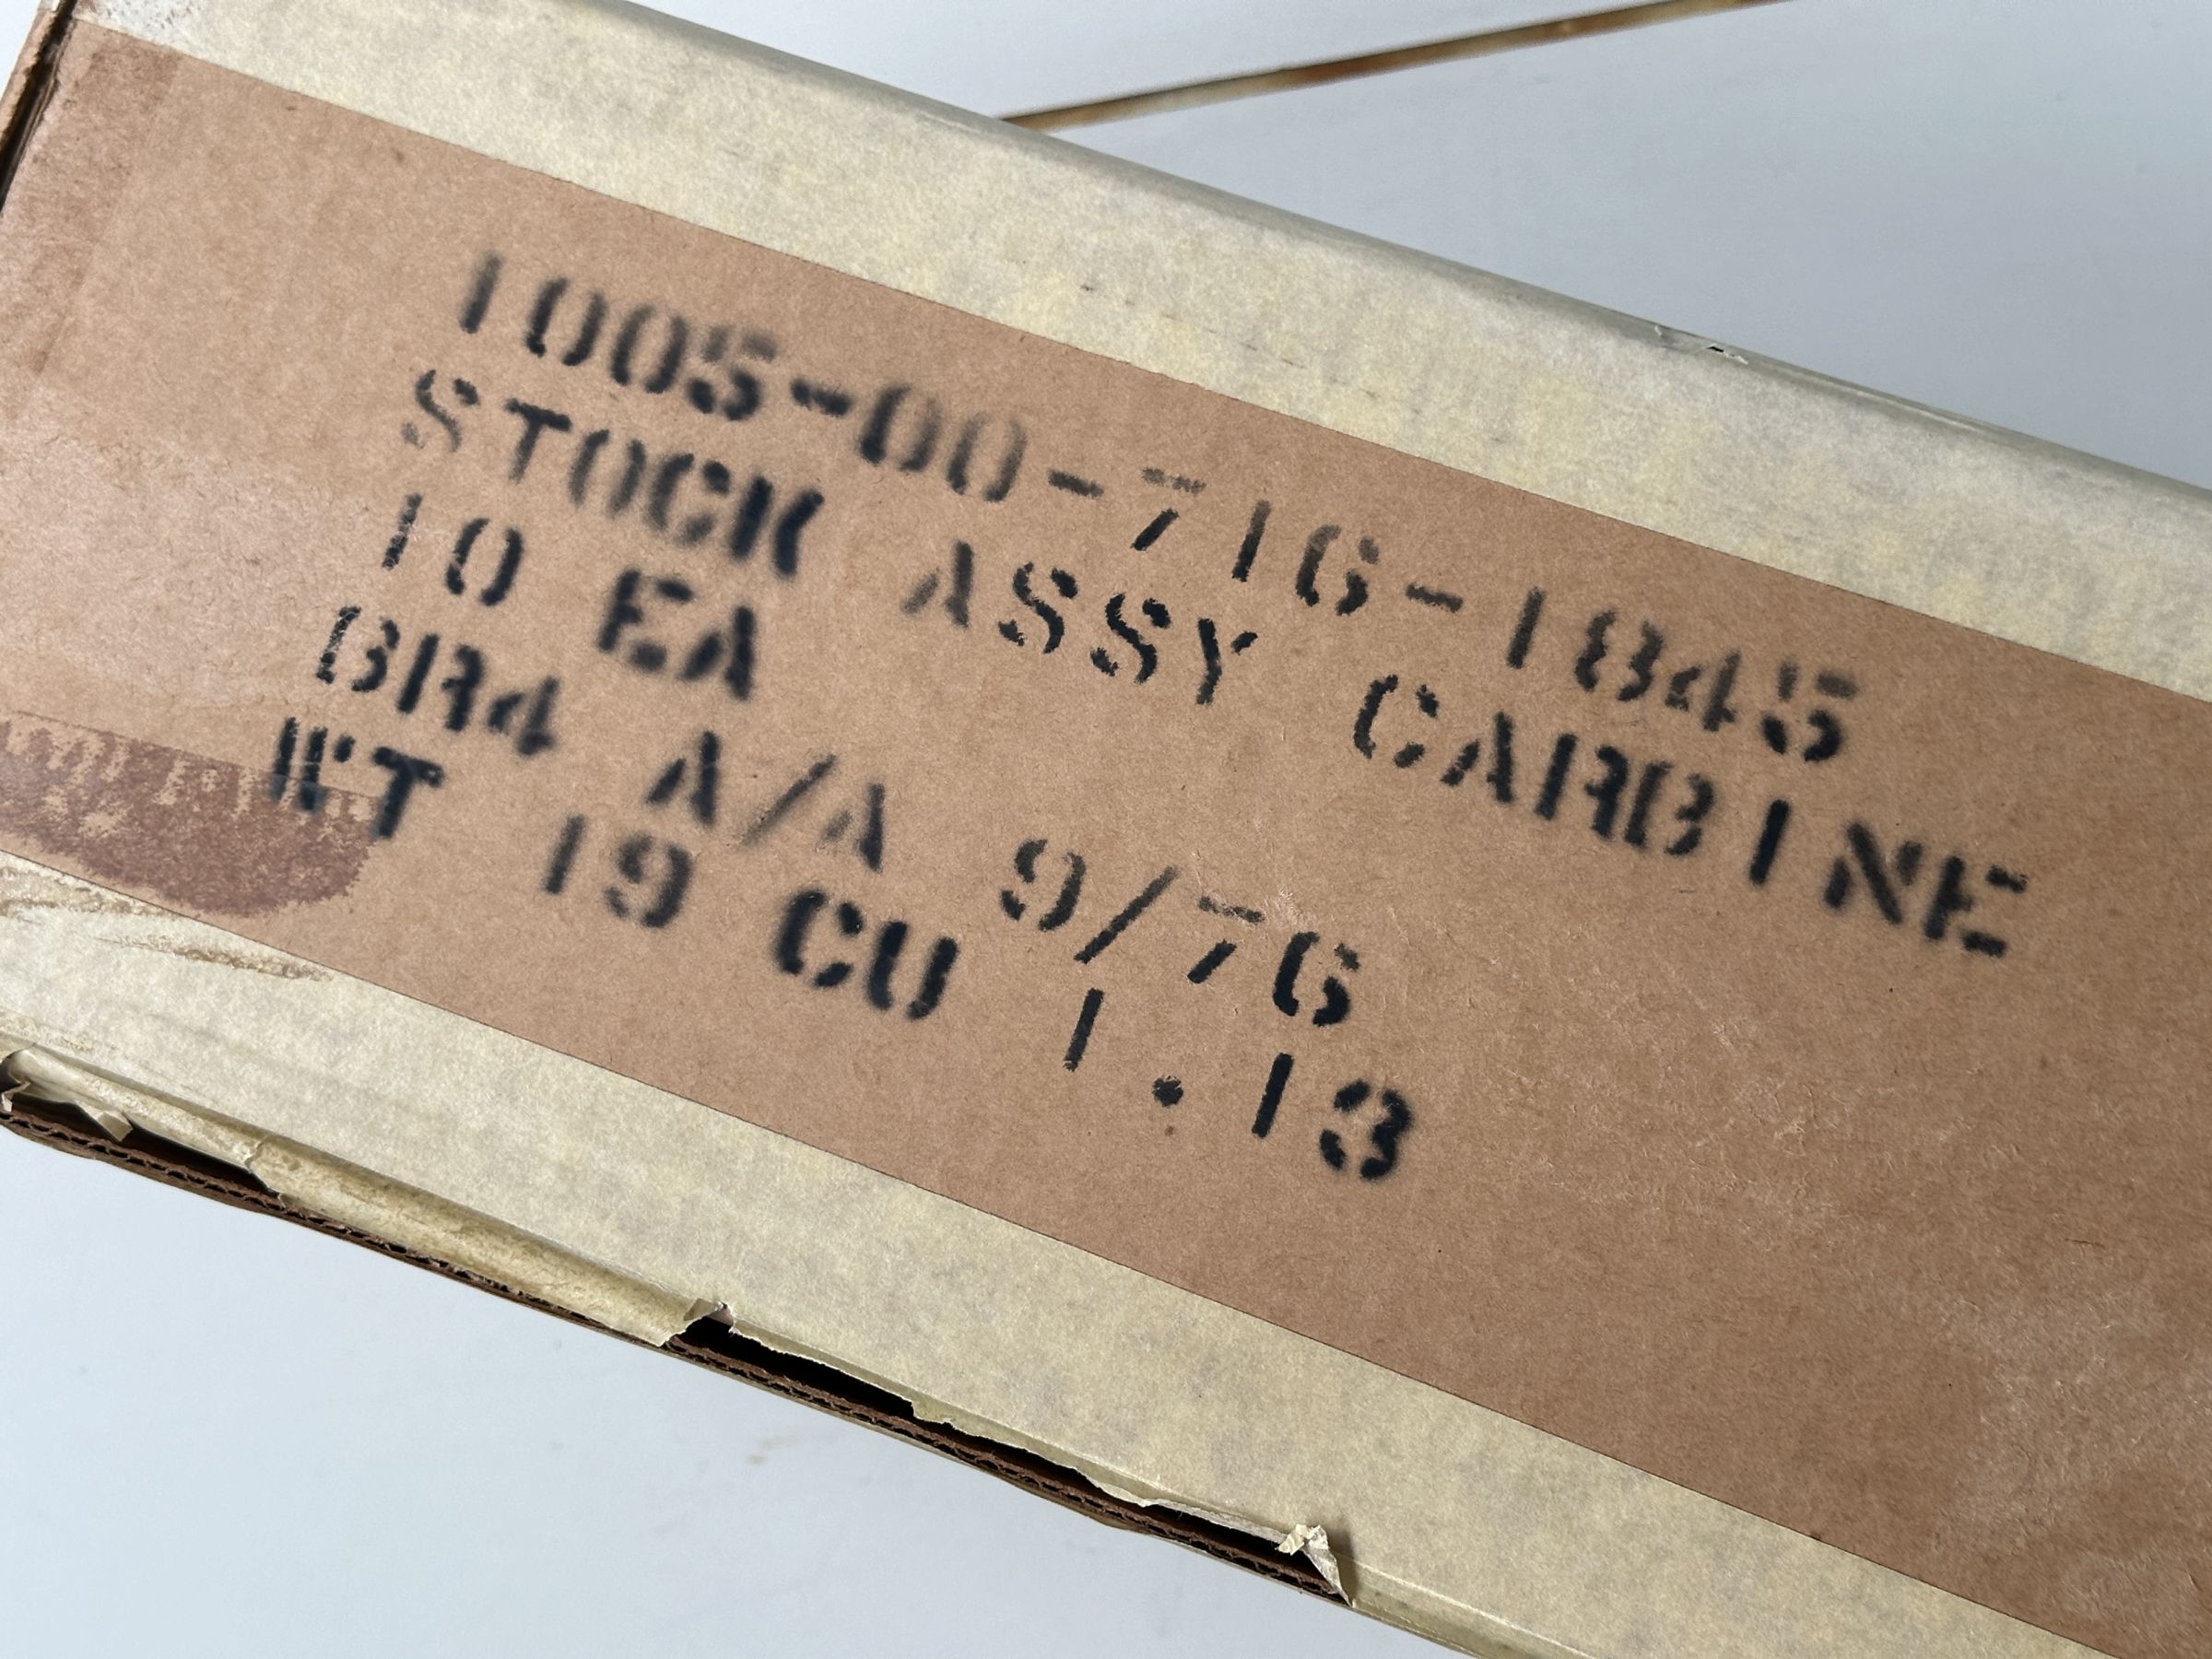 1005-00-716-1845
STOCK ASSY CARBINE
10 EA
BR4 A/A 9/76
WT 19 CU 1.13